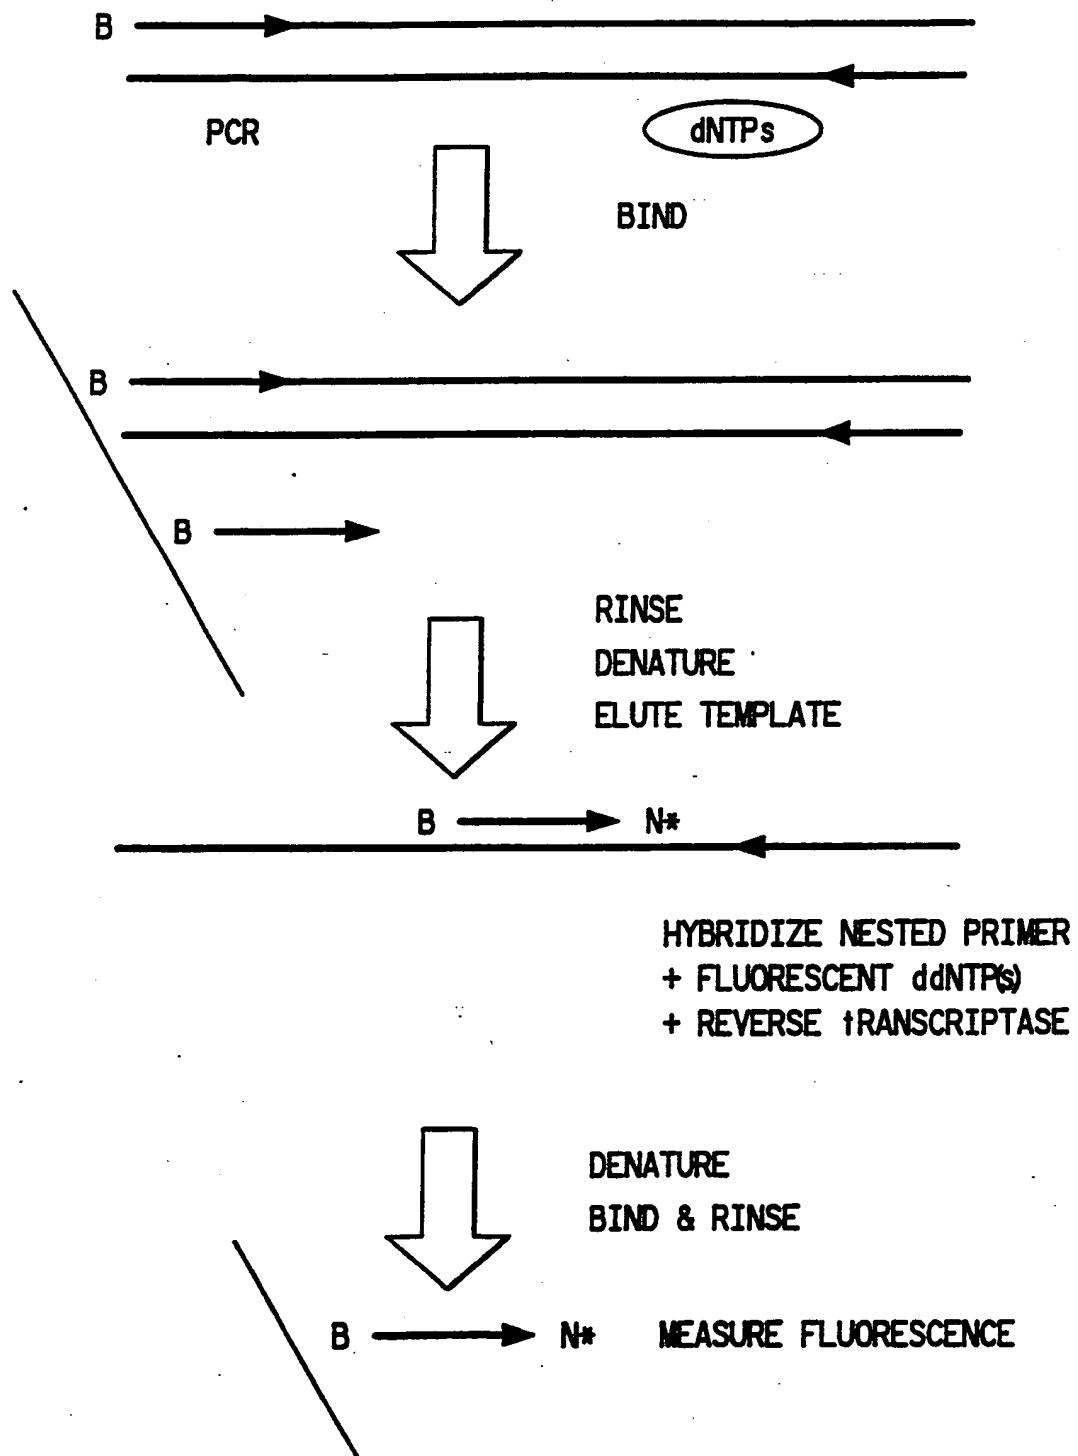 B
PCR
dNTPs
BIND
B
B
RINSE
DENATURE
ELUTE TEMPLATE
B
N*
HYBRIDIZE NESTED PRIMER
+ FLUORESCENT ddNTP(s)
+ REVERSE tRANSCRIPTASE
DENATURE
BIND & RINSE
B
N*
MEASURE FLUORESCENCE